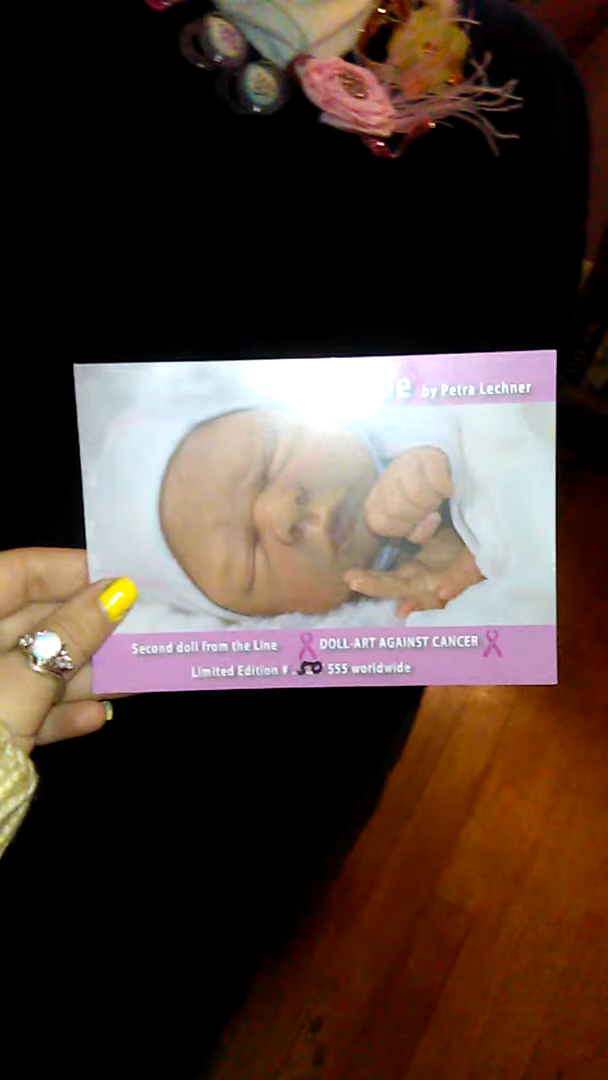 by Petra Lechner
Second doll from the Line DOLL-ART AGAINST CANCER
Limited Edition # 555 worldwide